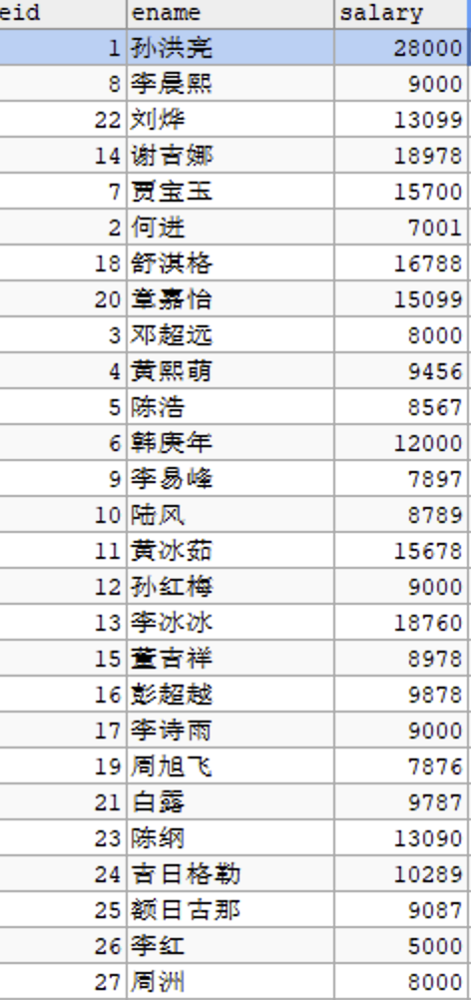 eid ename salary
1 孙洪亮 28000
8 李晨熙 9000
22 刘烨 13099
14 谢吉娜 18978
7 贾宝玉 15700
2 何进 7001
18 舒淇格 16788
20 章嘉怡 15099
3 邓超远 8000
4 黄熙萌 9456
5 陈浩 8567
6 韩庚年 12000
9 李易峰 7897
10 陆风 8789
11 黄冰茹 15678
12 孙红梅 9000
13 李冰冰 18760
15 董吉祥 8978
16 彭超越 9878
17 李诗雨 9000
19 周旭飞 7876
21 白露 9787
23 陈纲 13090
24 吉日格勒 10289
25 额日古那 9087
26 李红 5000
27 周洲 8000